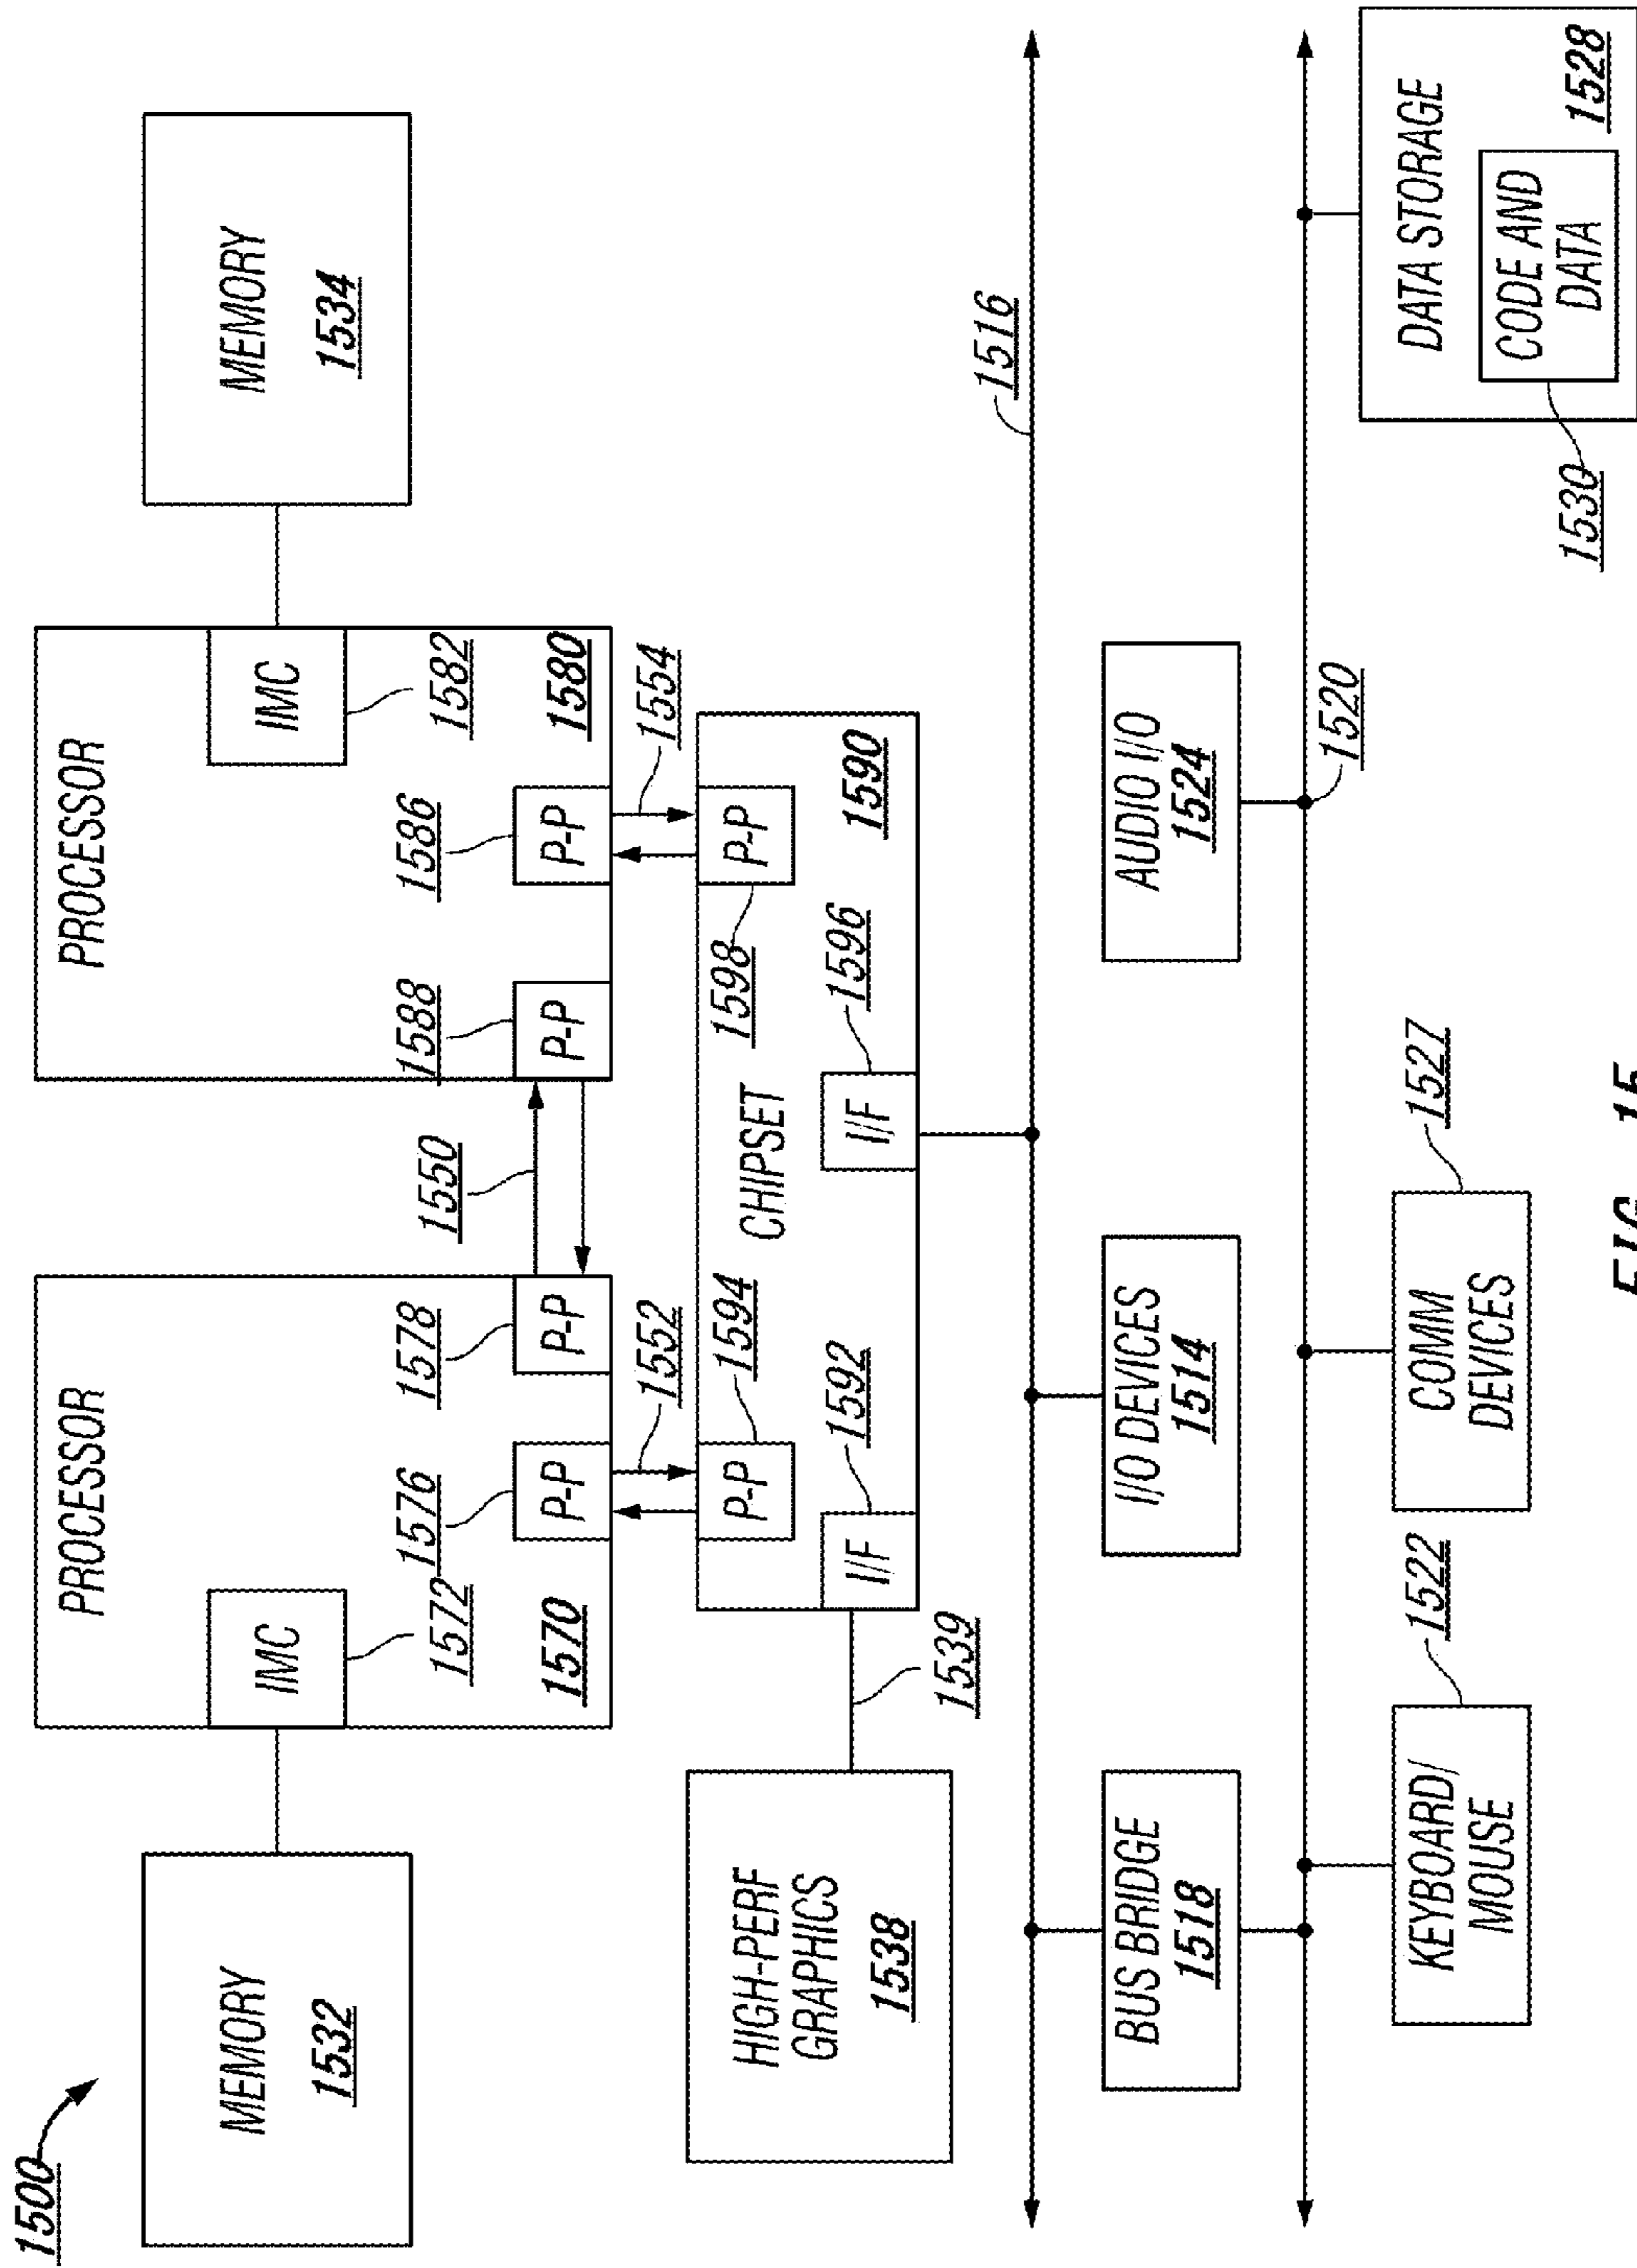 1500
MEMORY
1532
PROCESSOR
IMC
1572
1570
1576
P-P
1578
P-P
1550
PROCESSOR
1588
P-P
1586
P-P
IMC
1582
1580
MEMORY
1534
1552
1554
HIGH-PERF
GRAPHICS
1538
1539
P-P
1594
I/F
1592
CHIPSET
P-P
1598
1590
I/F
1596
1516
BUS BRIDGE
1518
I/O DEVICES
1514
AUDIO I/O
1524
1520
KEYBOARD/
MOUSE
1522
COMM
DEVICES
1527
DATA STORAGE
CODE AND
DATA
1528
1530
FIG. 15